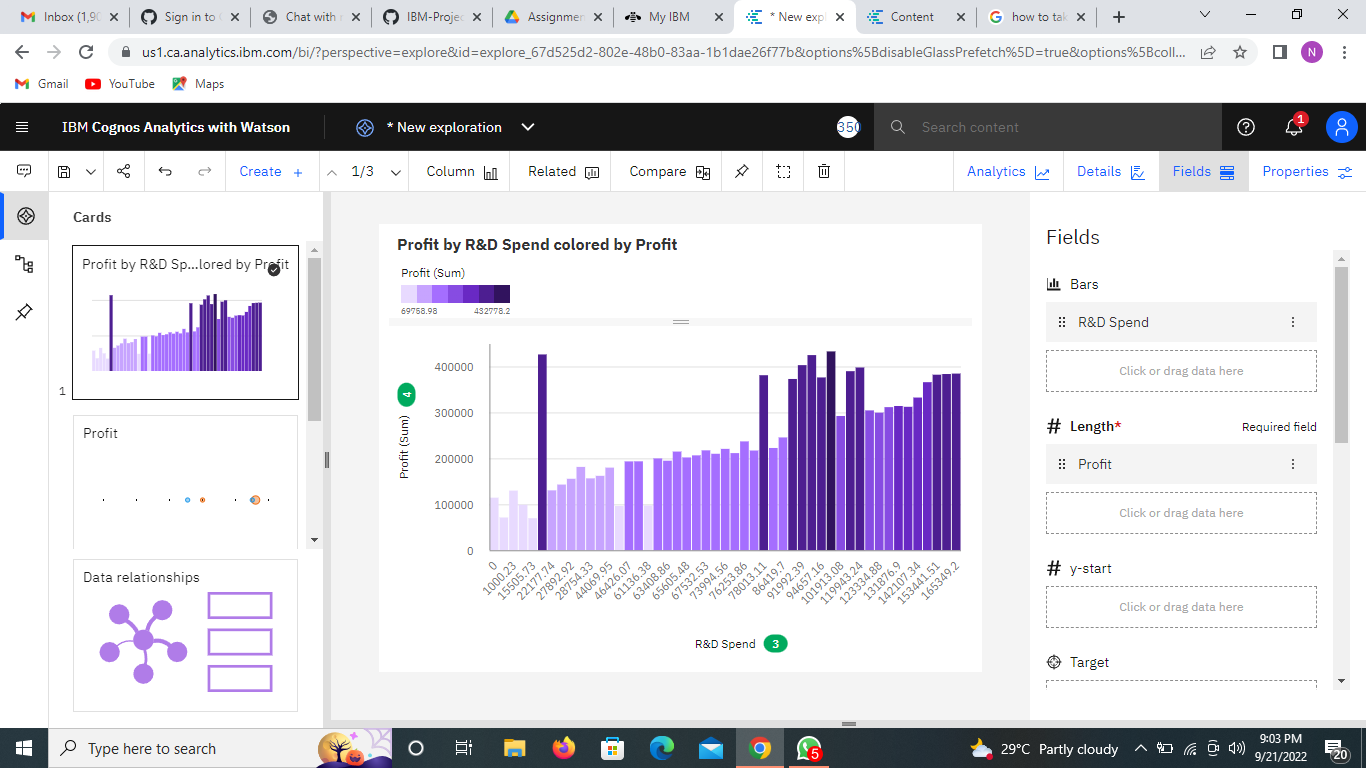 Inbox (1,90
Sign in to G
Chat with r
IBM-Projec
Assignmen
My IBM
* New expl
Content
how to tak
us1.ca.analytics.ibm.com/bi/?perspective=explore&id=explore_67d525d2-802e-48b0-83aa-1b1dae26f77b&options%5BdisableGlassPrefetch%5D=true&options%5Bcoll...
N
Gmail
YouTube
Maps
IBM Cognos Analytics with Watson
* New exploration
350
Search content
1
Create +
1/3
Column
Related
Compare
Analytics
Details
Fields
Properties
Cards
Profit by R&D Sp...lored by Profit
1
Profit
Data relationships
Profit by R&D Spend colored by Profit
Profit (Sum)
69758.98
432778.2
400000
300000
200000
100000
0
Profit (Sum)
4
0
1000.23
15505.73
22177.74
27892.92
28754.33
44069.95
46426.07
61136.38
63408.86
65605.48
67532.53
73994.56
76253.86
78013.11
86419.7
91992.39
94657.16
101913.08
119943.24
123334.88
131876.9
142107.34
153441.51
165349.2
R&D Spend
3
Fields
Bars
R&D Spend
Click or drag data here
# Length*
Required field
Profit
Click or drag data here
# y-start
Click or drag data here
Target
Type here to search
5
29°C Partly cloudy
9:03 PM
9/21/2022
20